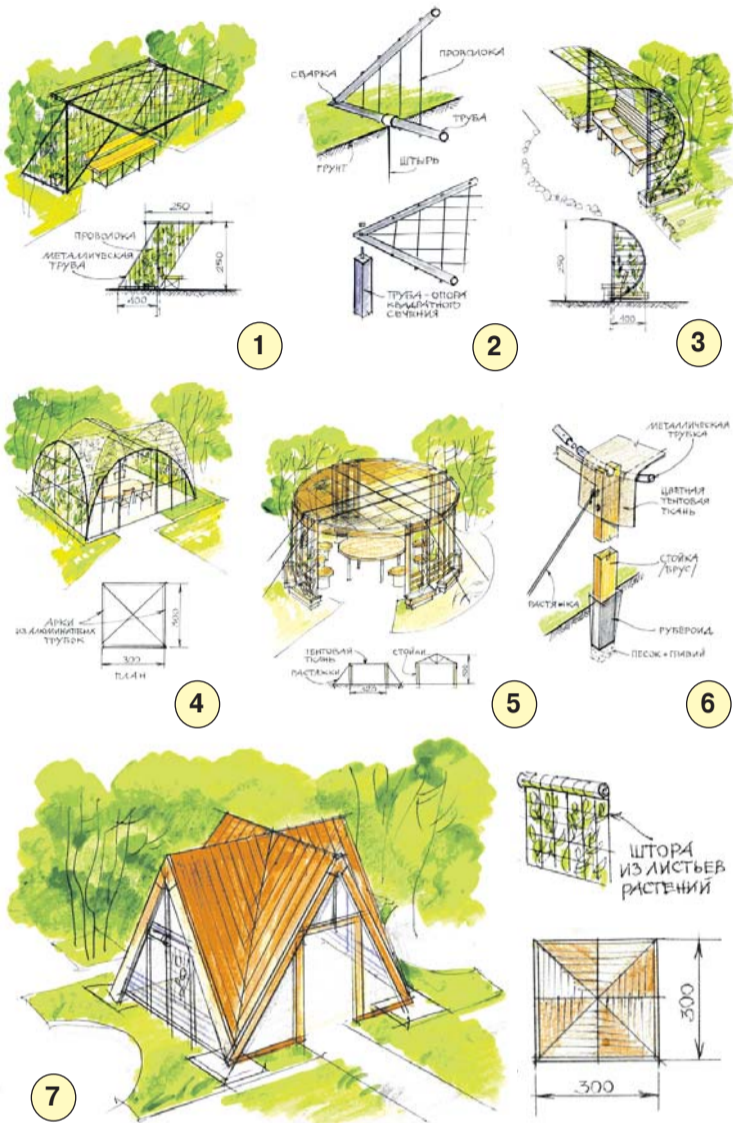 250
ПРОВОЛОКА
МЕТАЛЛИЧЕСКАЯ
ТРУБА
250
100
1
СВАРКА
ПРОВОЛОКА
ТРУБА
ГРУНТ
ШТЫРЬ
ТРУБА-ОПОРА
КВАДРАТНОГО
СЕЧЕНИЯ
2
250
100
3
АРКИ
ИЗ АЛЮМИНИЕВЫХ
ТРУБОК
300
300
ПЛАН
4
ТЕНТОВАЯ
ТКАНЬ
РАСТЯЖКИ
СТОЙКИ
5
МЕТАЛЛИЧЕСКАЯ
ТРУБКА
ЦВЕТНАЯ
ТЕНТОВАЯ
ТКАНЬ
СТОЙКА
/БРУС/
РАСТЯЖКА
РУБЕРОИД
ПЕСОК+ГРАВИЙ
6
ШТОРА
ИЗ ЛИСТЬЕВ
РАСТЕНИЙ
300
300
7